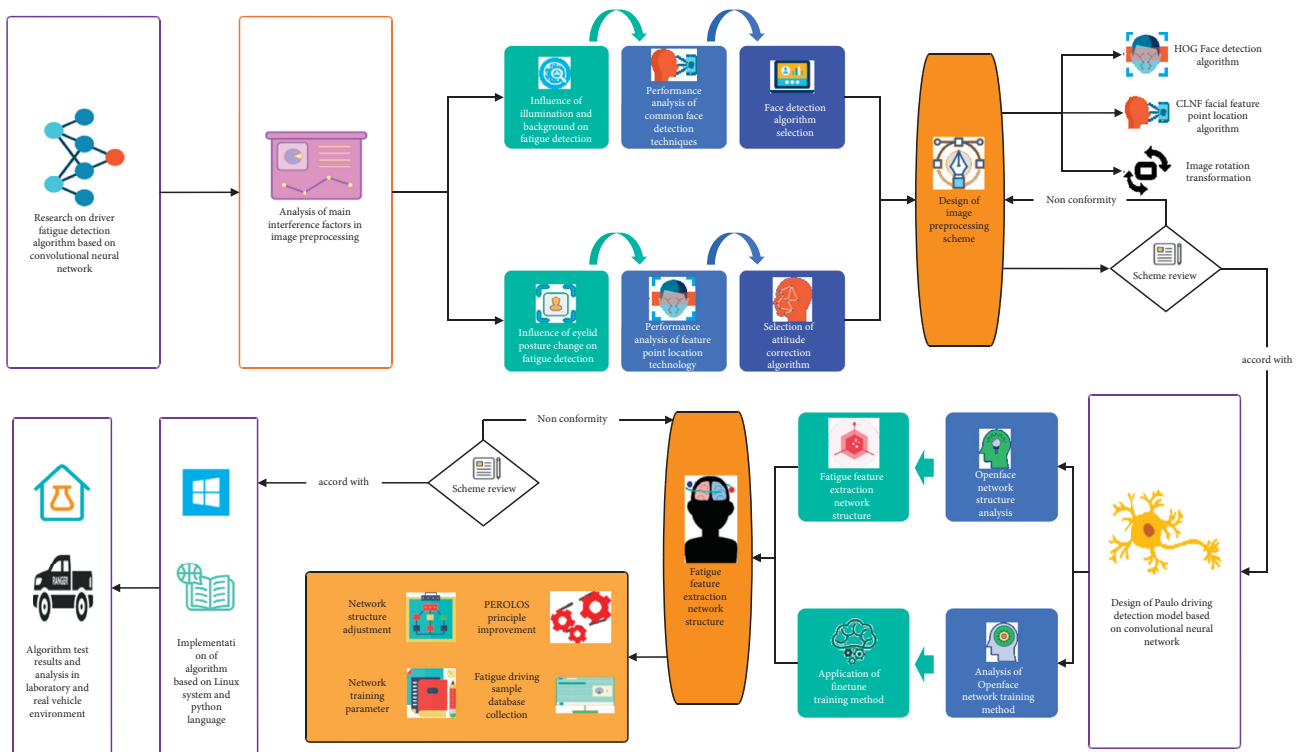 Research on driver
fatigue detection
algorithm based on
convolutional neural
network
Analysis of main
interference factors in
image preprocessing
Influence of
illumination and
background on
fatigue detection
Performance
analysis of
common face
detection
techniques
Face detection
algorithm
selection
Influence of eyelid
posture change on
fatigue detection
Performance
analysis of feature
point location
technology
Selection of
attitude
correction
algorithm
Design of
image
preprocessing
scheme
HOG Face detection
algorithm
CLNF facial feature
point location
algorithm
Image rotation
transformation
Non conformity
Scheme review
accord with
Design of Paulo driving
detection model based
on convolutional neural
network
Openface
network
structure
analysis
Fatigue feature
extraction
network
structure
Analysis of
Openface
network training
method
Application of
finetune
training method
Fatigue
feature
extraction
network
structure
Non conformity
Scheme review
accord with
Network
structure
adjustment
PEROLOS
principle
improvement
Network
training
parameter
Fatigue driving
sample
database
collection
Implementati
on of
algorithm
based on Linux
system and
python
language
RANGER
Algorithm test
results and
analysis in
laboratory and
real vehicle
environment